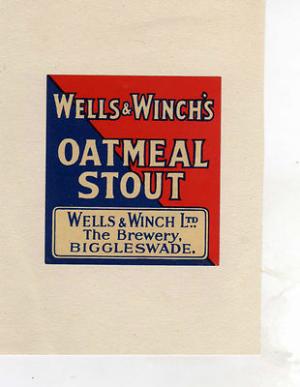 WELLS & WINCH'S
OATMEAL
STOUT
WELLS & WINCH LTD.
The Brewery,
BIGGLESWADE.